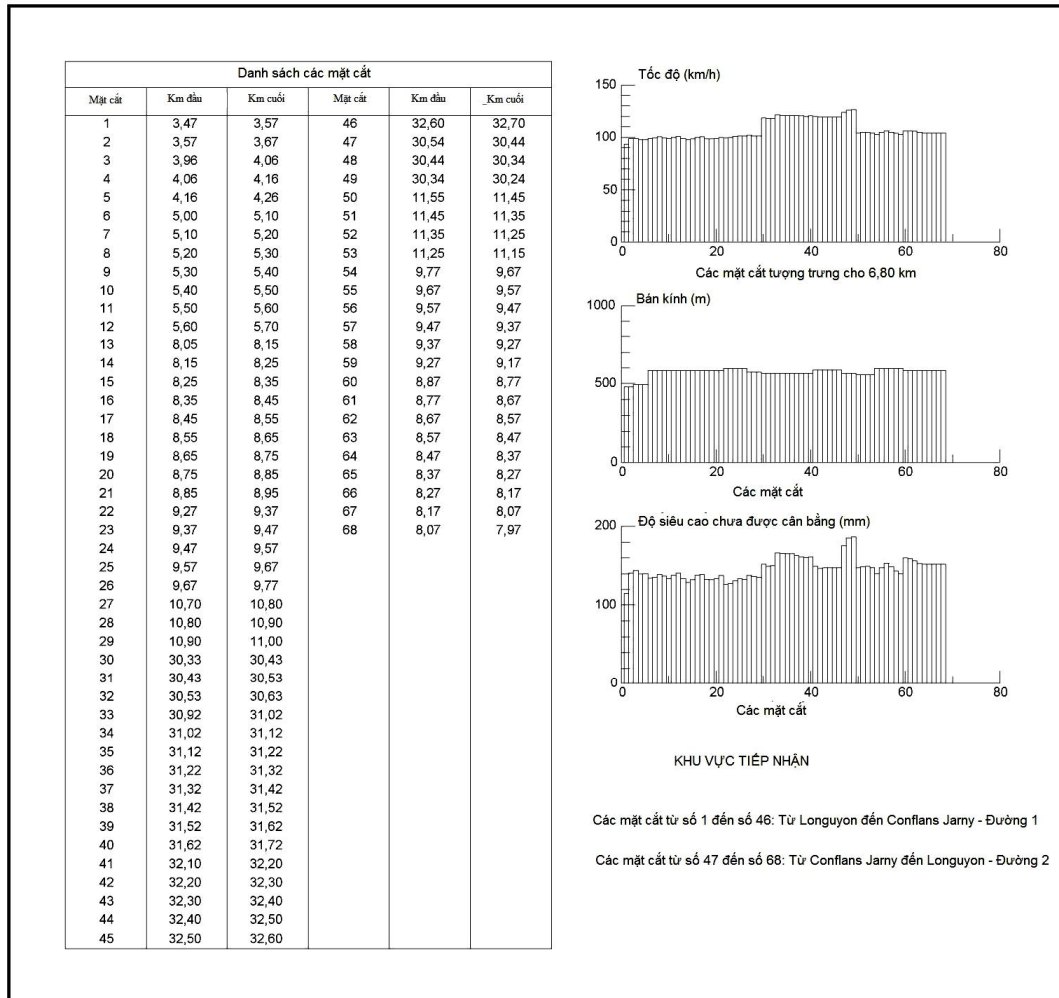 Danh sách các mặt cắt
Mặt cắt Km đầu Km cuối Mặt cắt Km đầu Km cuối
1 3,47 3,57 46 32,60 32,70
2 3,57 3,67 47 30,54 30,44
3 3,96 4,06 48 30,44 30,34
4 4,06 4,16 49 30,34 30,24
5 4,16 4,26 50 11,55 11,45
6 5,00 5,10 51 11,45 11,35
7 5,10 5,20 52 11,35 11,25
8 5,20 5,30 53 11,25 11,15
9 5,30 5,40 54 9,77 9,67
10 5,40 5,50 55 9,67 9,57
11 5,50 5,60 56 9,57 9,47
12 5,60 5,70 57 9,47 9,37
13 8,05 8,15 58 9,37 9,27
14 8,15 8,25 59 9,27 9,17
15 8,25 8,35 60 8,87 8,77
16 8,35 8,45 61 8,77 8,67
17 8,45 8,55 62 8,67 8,57
18 8,55 8,65 63 8,57 8,47
19 8,65 8,75 64 8,47 8,37
20 8,75 8,85 65 8,37 8,27
21 8,85 8,95 66 8,27 8,17
22 9,27 9,37 67 8,17 8,07
23 9,37 9,47 68 8,07 7,97
24 9,47 9,57
25 9,57 9,67
26 9,67 9,77
27 10,70 10,80
28 10,80 10,90
29 10,90 11,00
30 30,33 30,43
31 30,43 30,53
32 30,53 30,63
33 30,92 31,02
34 31,02 31,12
35 31,12 31,22
36 31,22 31,32
37 31,32 31,42
38 31,42 31,52
39 31,52 31,62
40 31,62 31,72
41 32,10 32,20
42 32,20 32,30
43 32,30 32,40
44 32,40 32,50
45 32,50 32,60
Tốc độ (km/h)
150
100
50
0
0 20 40 60 80
Các mặt cắt tượng trưng cho 6,80 km
Bán kính (m)
1000
500
0
0 20 40 60 80
Các mặt cắt
Độ siêu cao chưa được cân bằng (mm)
200
100
0
0 20 40 60 80
Các mặt cắt
KHU VỰC TIẾP NHẬN
Các mặt cắt từ số 1 đến số 46: Từ Longuyon đến Conflans Jarny - Đường 1
Các mặt cắt từ số 47 đến số 68: Từ Conflans Jarny đến Longuyon - Đường 2